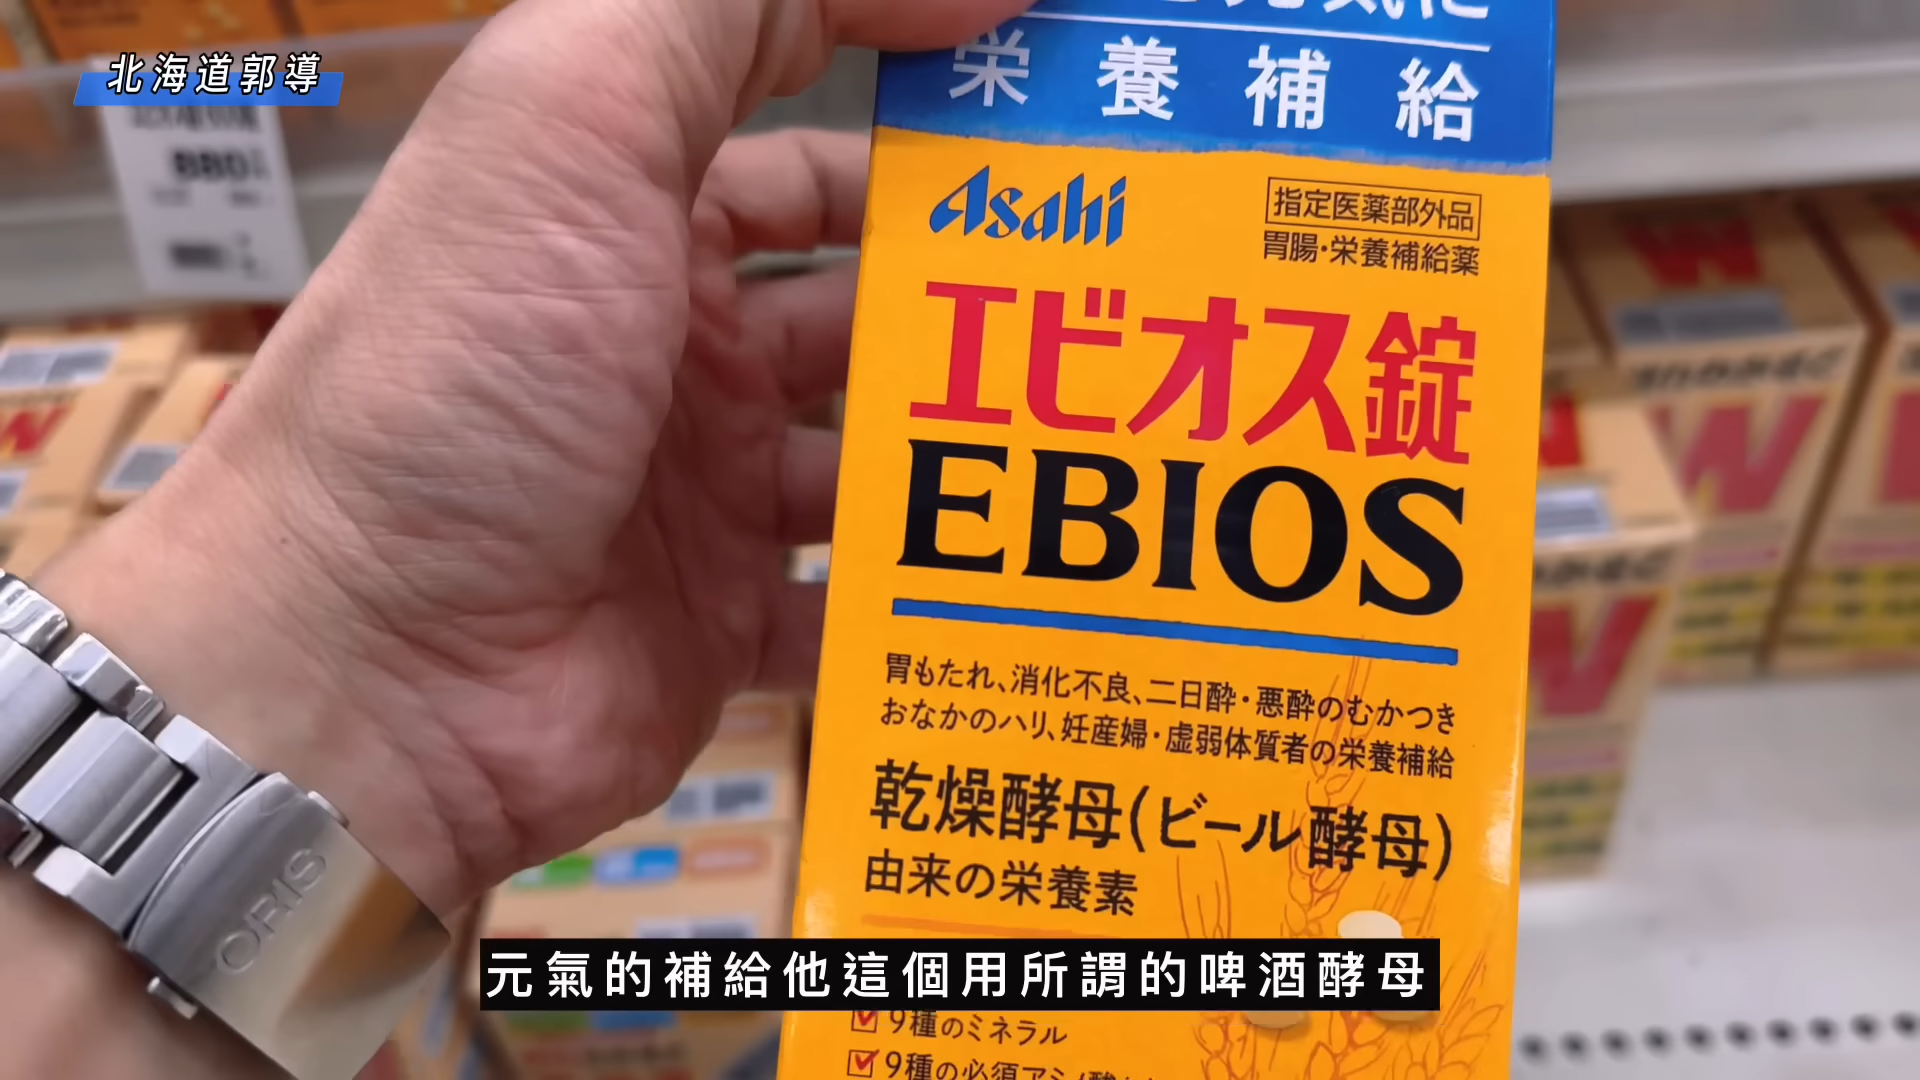 北海道郭導
880
栄養補給
Asahi
指定医薬部外品
胃腸・栄養補給薬
エビオス錠
EBIOS
胃もたれ、消化不良、二日酔・悪酔のむかつき
おなかのハリ、妊産婦・虚弱体質者の栄養補給
乾燥酵母(ビール酵母)
由来の栄養素
元氣的補給他這個用所謂的啤酒酵母
9種のミネラル
9種の必須アミノ酸
ORIS
W
W
W
W